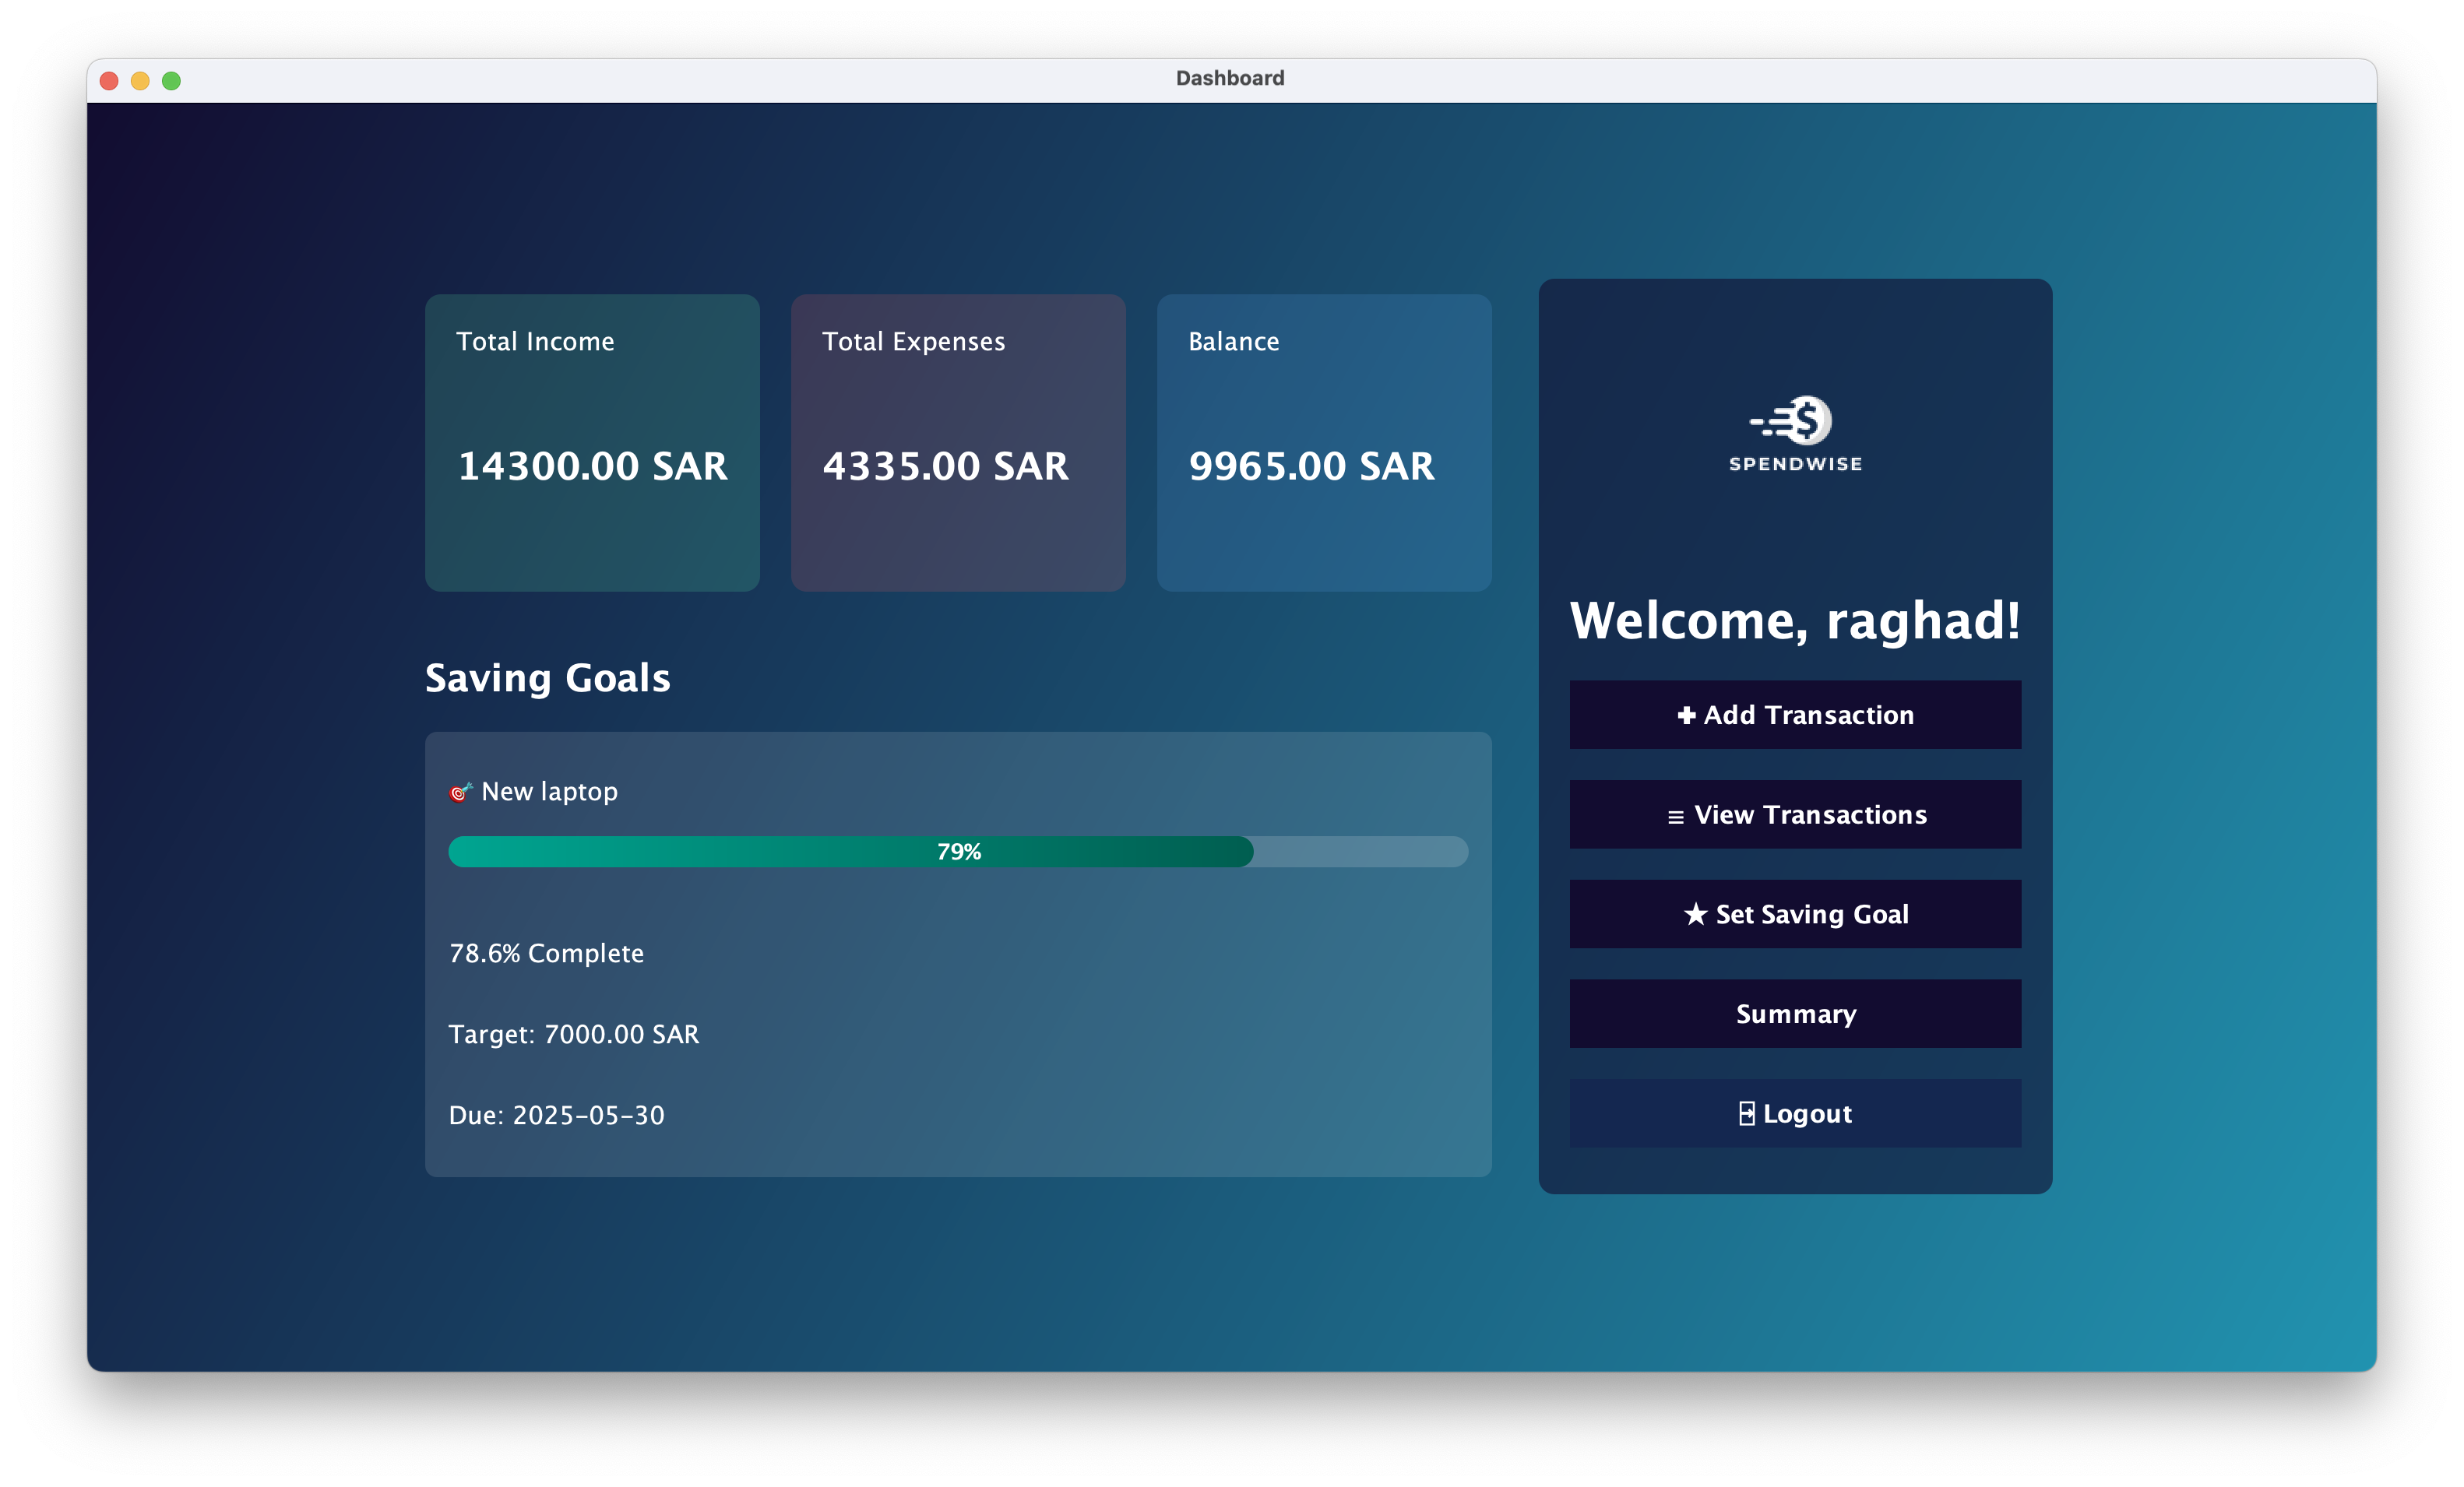 Dashboard
Total Income
14300.00 SAR
Total Expenses
4335.00 SAR
Balance
9965.00 SAR
Saving Goals
🎯 New laptop
79%
78.6% Complete
Target: 7000.00 SAR
Due: 2025-05-30
$
SPENDWISE
Welcome, raghad!
✚ Add Transaction
≡ View Transactions
★ Set Saving Goal
Summary
⍈ Logout